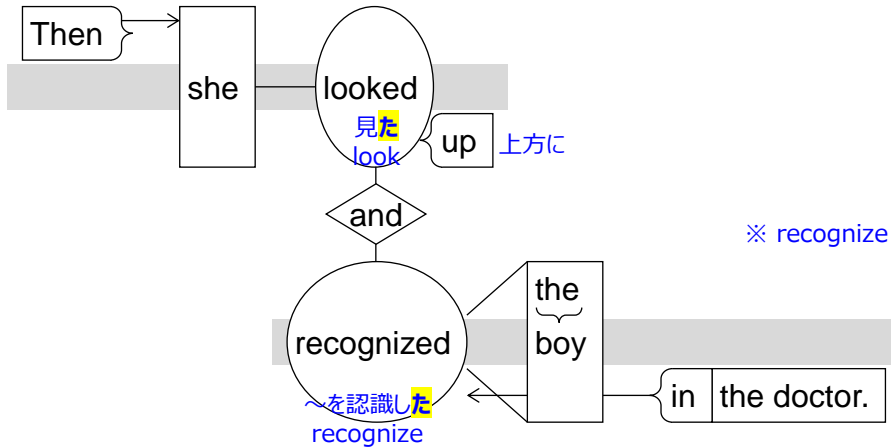 Then
she
looked
見た
look
up
上方に
and
※ recognize
the
boy
recognized
～を認識した
recognize
in
the doctor.